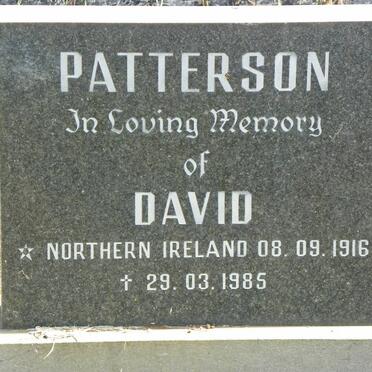 PATTERSON
In Loving Memory
of
DAVID
☆ NORTHERN IRELAND 08. 09. 1916
† 29. 03. 1985